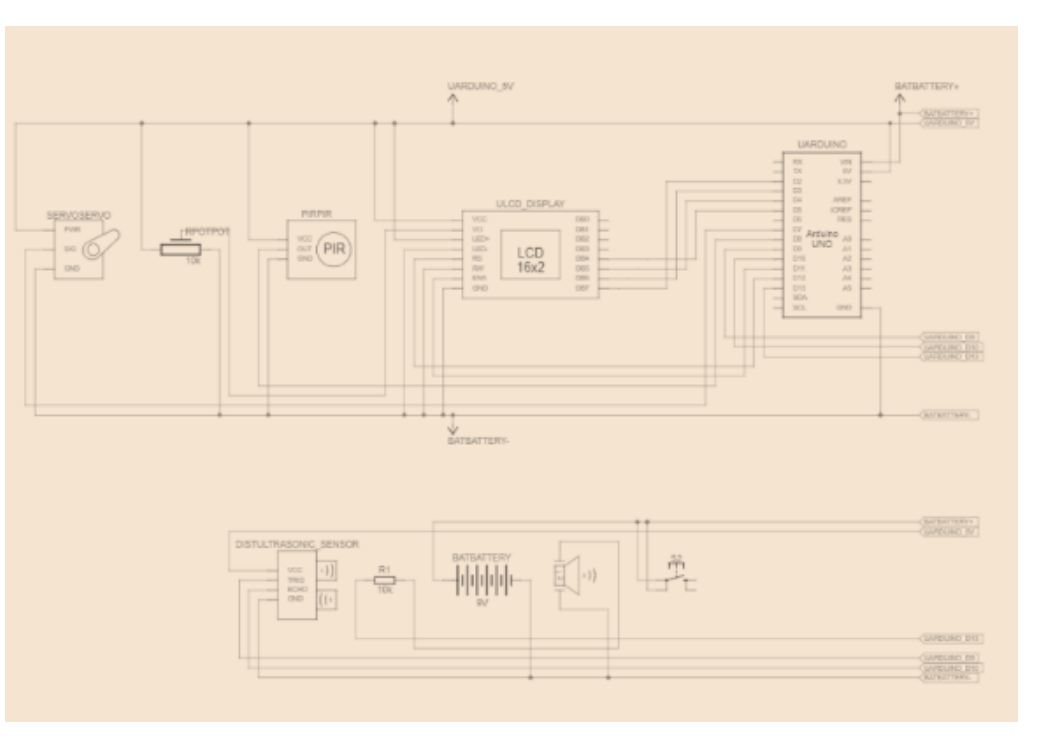 UARDUINO_5V
BATBATTERY+
BATBATTERY+
UARDUINO_5V
UARDUINO
RX
TX
D2
D3
D4
D5
D6
D7
D8
D9
D10
D11
D12
D13
SDA
SCL
VIN
5V
3.3V
AREF
IOREF
RES
A0
A1
A2
A3
A4
A5
GND
Arduino
UNO
SERVOSERVO
PWR
SIG
GND
RPOTPOT
10k
PIRPIR
VCC
OUT
GND
PIR
ULCD_DISPLAY
VCC
VO
LED+
LED-
RS
RW
ENA
GND
DB0
DB1
DB2
DB3
DB4
DB5
DB6
DB7
LCD
16x2
UARDUINO_D9
UARDUINO_D10
UARDUINO_D13
BATBATTERY-
BATBATTERY-
BATBATTERY+
UARDUINO_5V
DISTULTRASONIC_SENSOR
VCC
TRIG
ECHO
GND
R1
10k
BATBATTERY
9V
S2
UARDUINO_D13
UARDUINO_D9
UARDUINO_D10
BATBATTERY-